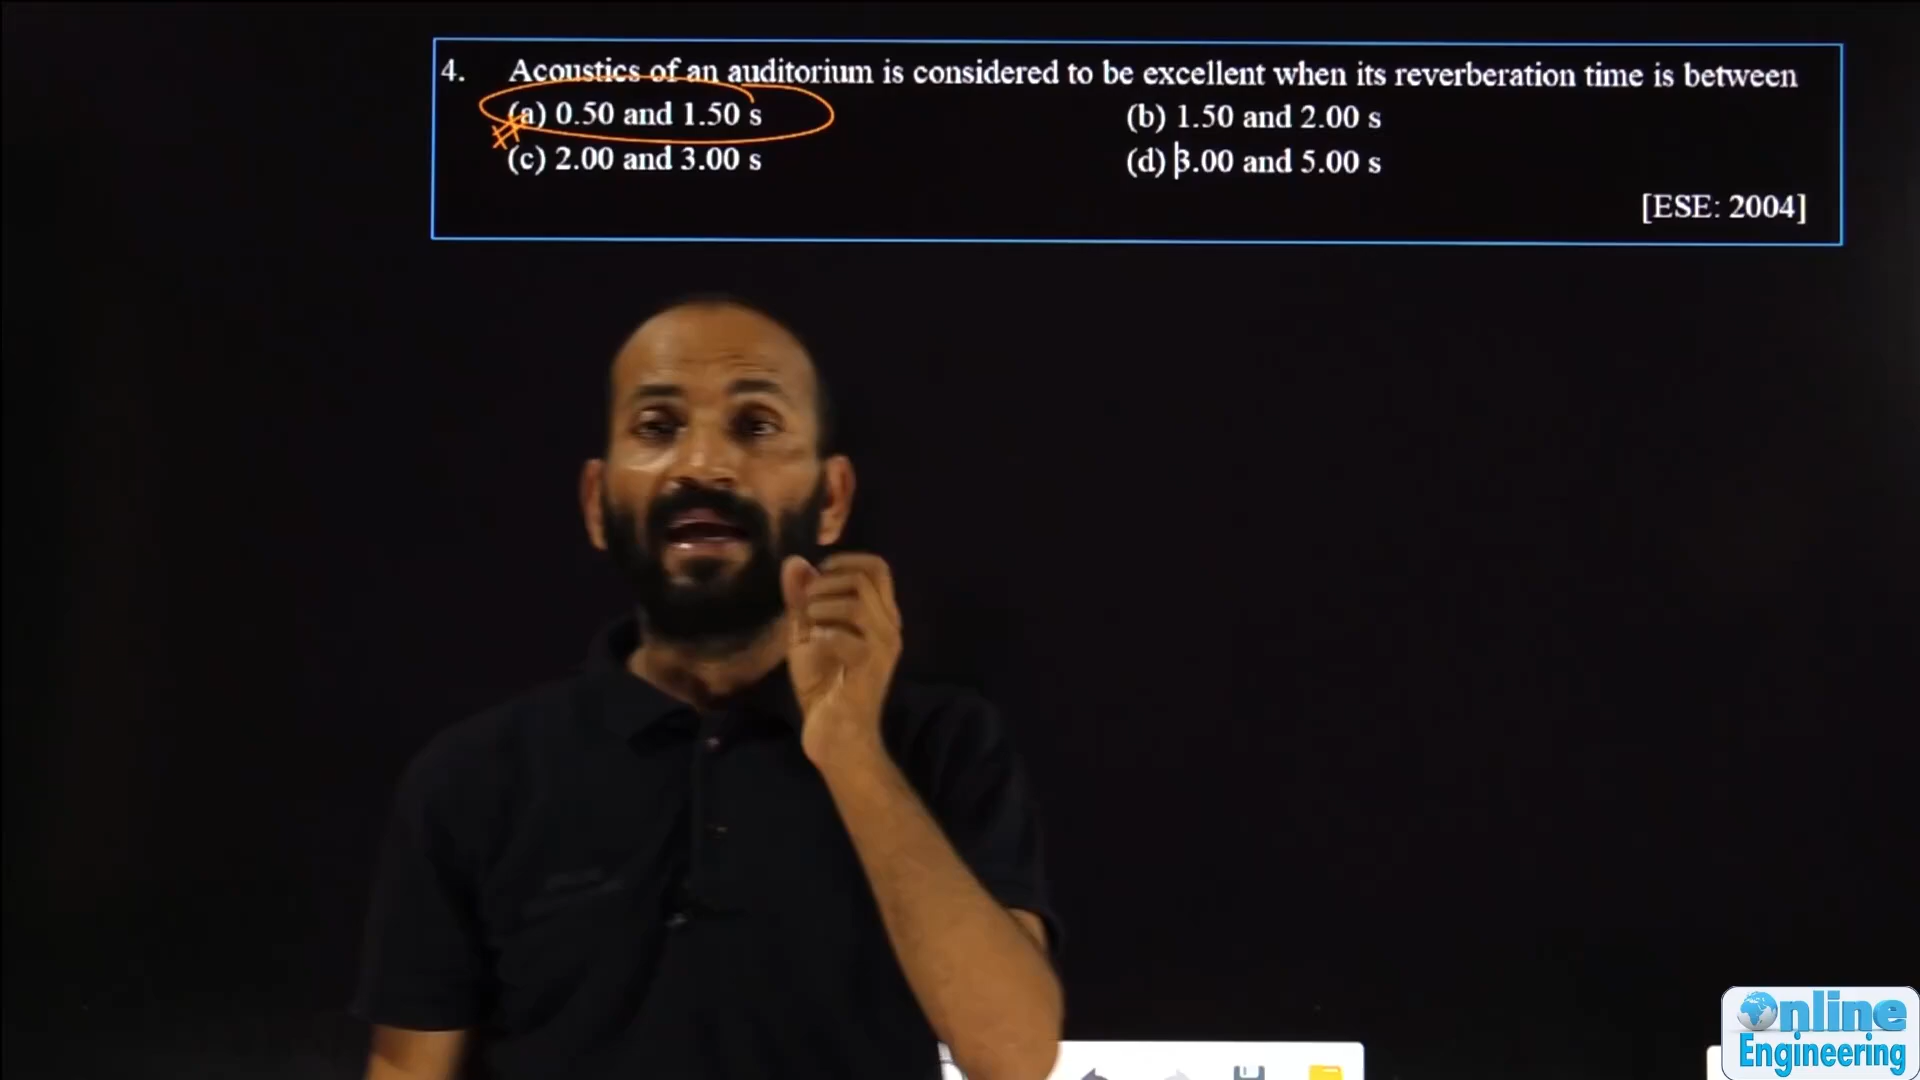 4. Acoustics of an auditorium is considered to be excellent when its reverberation time is between
(a) 0.50 and 1.50 s (b) 1.50 and 2.00 s
(c) 2.00 and 3.00 s (d) 3.00 and 5.00 s
[ESE: 2004]
Online
Engineering